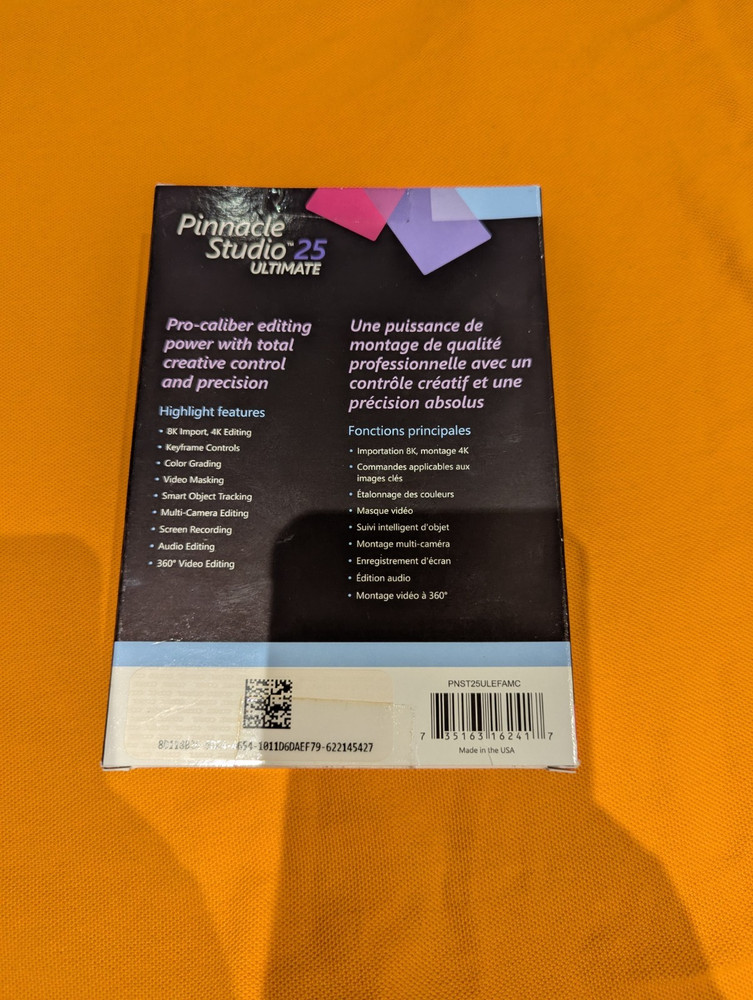 Pinnacle
Studio™ 25
ULTIMATE
Pro-caliber editing
power with total
creative control
and precision
Highlight features
• 8K Import, 4K Editing
• Keyframe Controls
• Color Grading
• Video Masking
• Smart Object Tracking
• Multi-Camera Editing
• Screen Recording
• Audio Editing
• 360° Video Editing
Une puissance de
montage de qualité
professionnelle avec un
contrôle créatif et une
précision absolus
Fonctions principales
• Importation 8K, montage 4K
• Commandes applicables aux
images clés
• Étalonnage des couleurs
• Masque vidéo
• Suivi intelligent d'objet
• Montage multi-caméra
• Enregistrement d'écran
• Édition audio
• Montage vidéo à 360°
654-1011D6DAEF79-622145427
PNST25ULEFAMC
7 35163 16241 7
Made in the USA